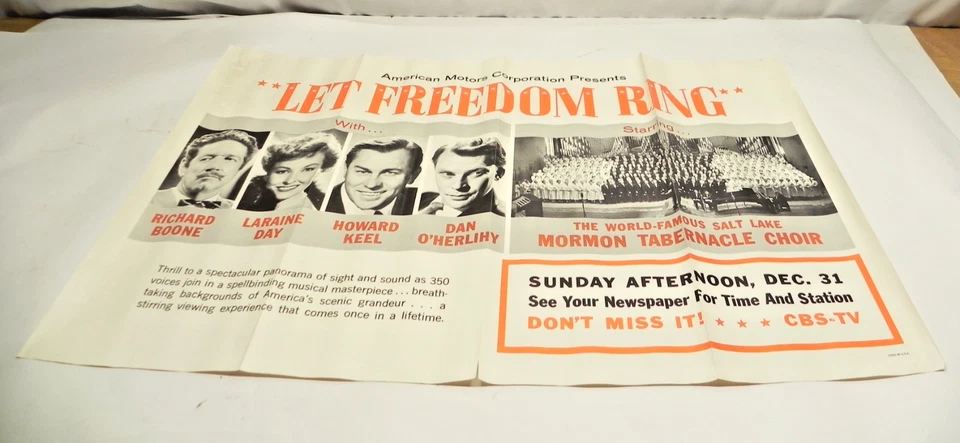 American Motors Corporation Presents
**"LET FREEDOM RING"**
With...
RICHARD BOONE
LARAINE DAY
HOWARD KEEL
DAN O'HERLIHY
Starring...
THE WORLD-FAMOUS SALT LAKE
MORMON TABERNACLE CHOIR
Thrill to a spectacular panorama of sight and sound as 350
voices join in a spellbinding musical masterpiece...breath-
taking backgrounds of America's scenic grandeur . . . a
stirring viewing experience that comes once in a lifetime.
SUNDAY AFTERNOON, DEC. 31
See Your Newspaper For Time And Station
DON'T MISS IT! ★ ★ ★ CBS-TV